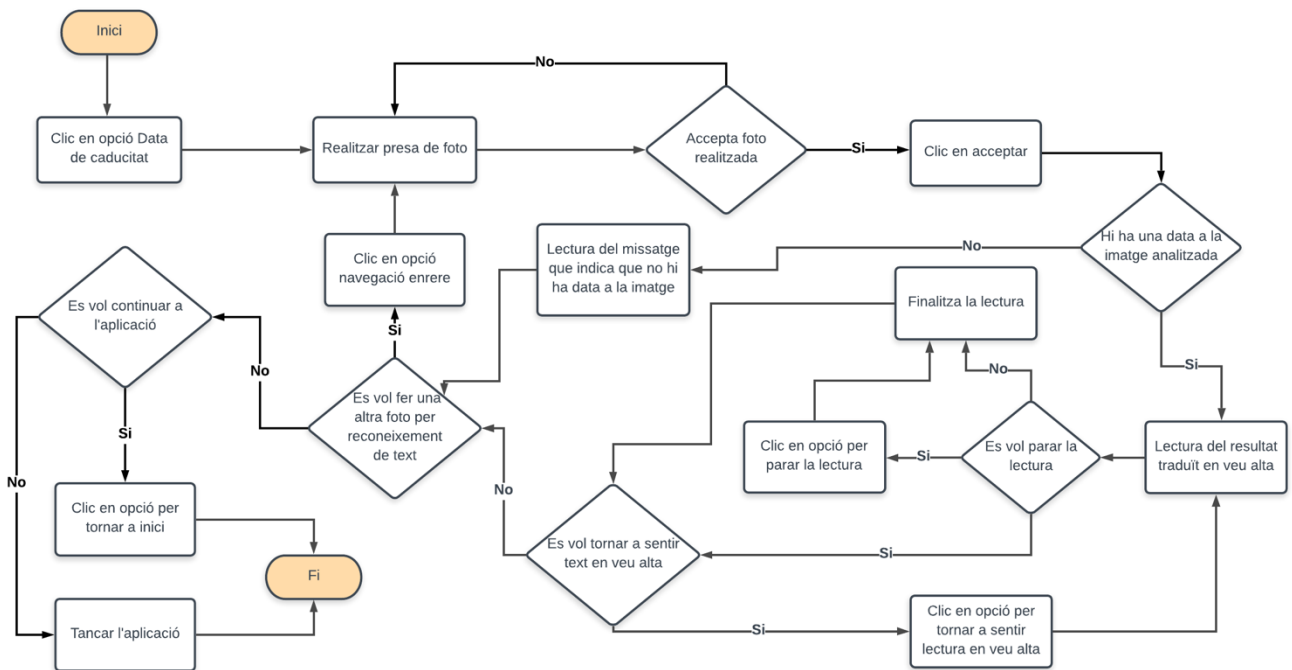 Inici
No
Clic en opció Data
de caducitat
Realitzar presa de foto
Accepta foto
realitzada
Si
Clic en acceptar
Hi ha una data a la
imatge analitzada
No
Lectura del missatge
que indica que no hi
ha data a la imatge
Clic en opció
navegació enrere
Es vol continuar a
l'aplicació
Finalitza la lectura
Si
No
Si
No
Es vol fer una
altra foto per
reconeixement
de text
Si
Clic en opció per
parar la lectura
Si
Es vol parar la
lectura
Lectura del resultat
traduït en veu alta
No
No
Clic en opció per
tornar a inici
Es vol tornar a sentir
text en veu alta
Si
Fi
Tancar l'aplicació
Si
Clic en opció per
tornar a sentir
lectura en veu alta